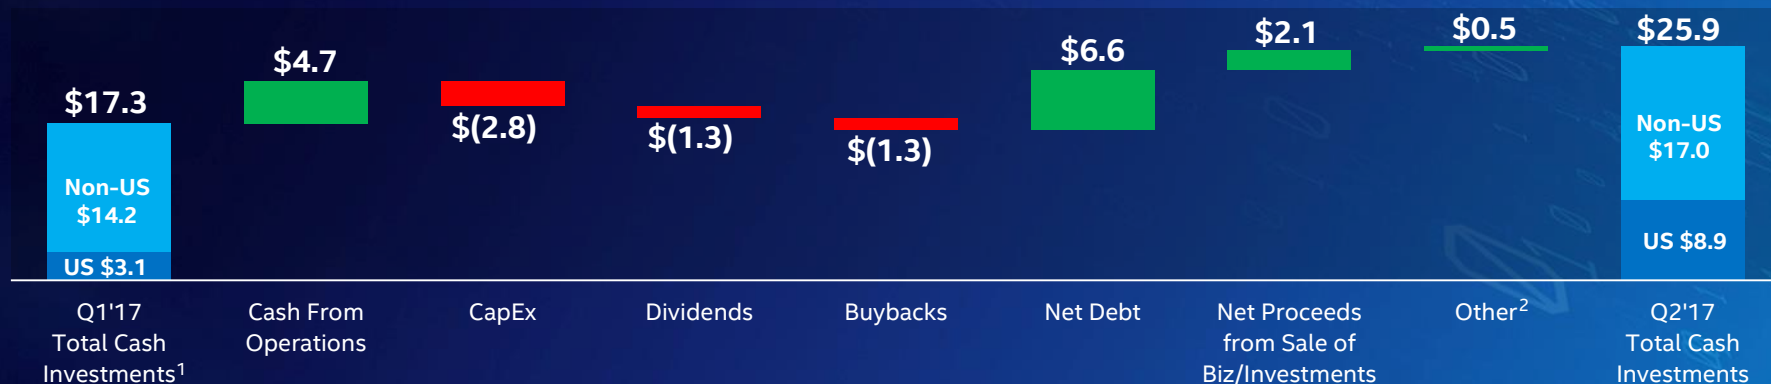 $17.3
Non-US
$14.2
US $3.1
$4.7
$(2.8)
$(1.3)
$(1.3)
$6.6
$2.1
$0.5
$25.9
Non-US
$17.0
US $8.9
Q1'17
Total Cash
Investments1
Cash From
Operations
CapEx
Dividends
Buybacks
Net Debt
Net Proceeds
from Sale of
Biz/Investments
Other2
Q2'17
Total Cash
Investments